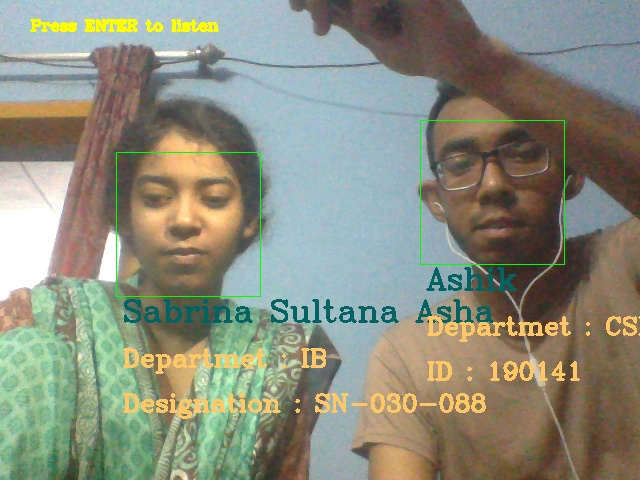 Press ENTER to listen
Sabrina Sultana Asha
Departmet : IB
Designation : SN-030-088
Ashik
Departmet : CS
ID : 190141